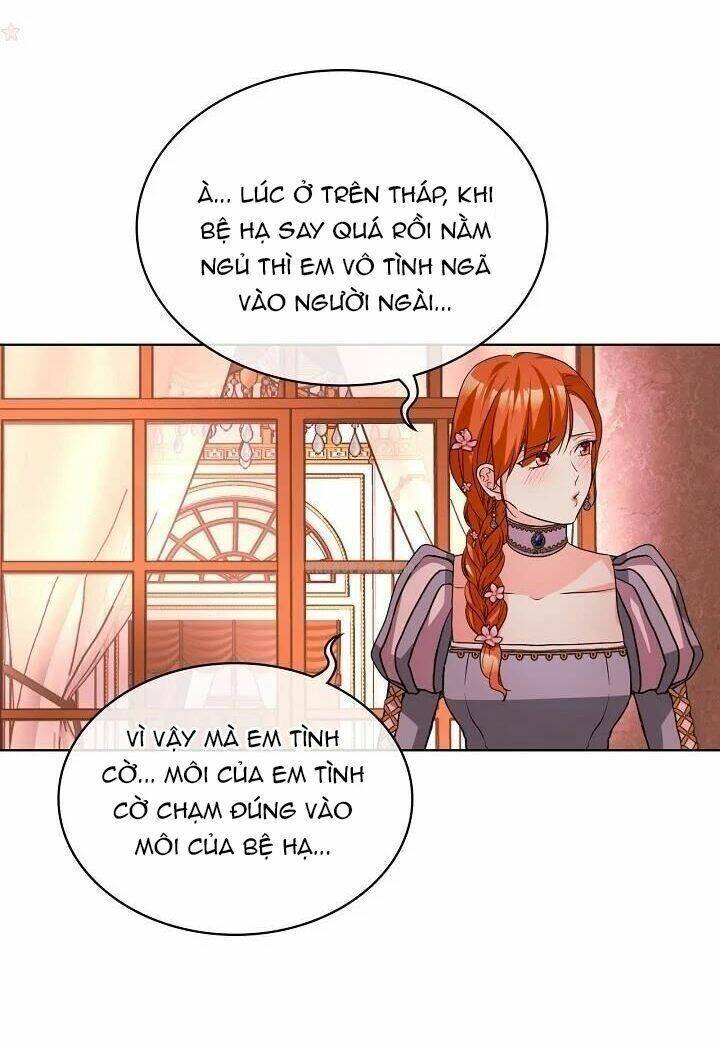 À... LÚC Ở TRÊN THÁP, KHI
BỆ HẠ SAY QUÁ RỒI NẰM
NGỦ THÌ EM VÔ TÌNH NGÃ
VÀO NGƯỜI NGÀI...
VÌ VẬY MÀ EM TÌNH
CỜ... MÔI CỦA EM TÌNH
CỜ CHẠM ĐÚNG VÀO
MÔI CỦA BỆ HẠ...